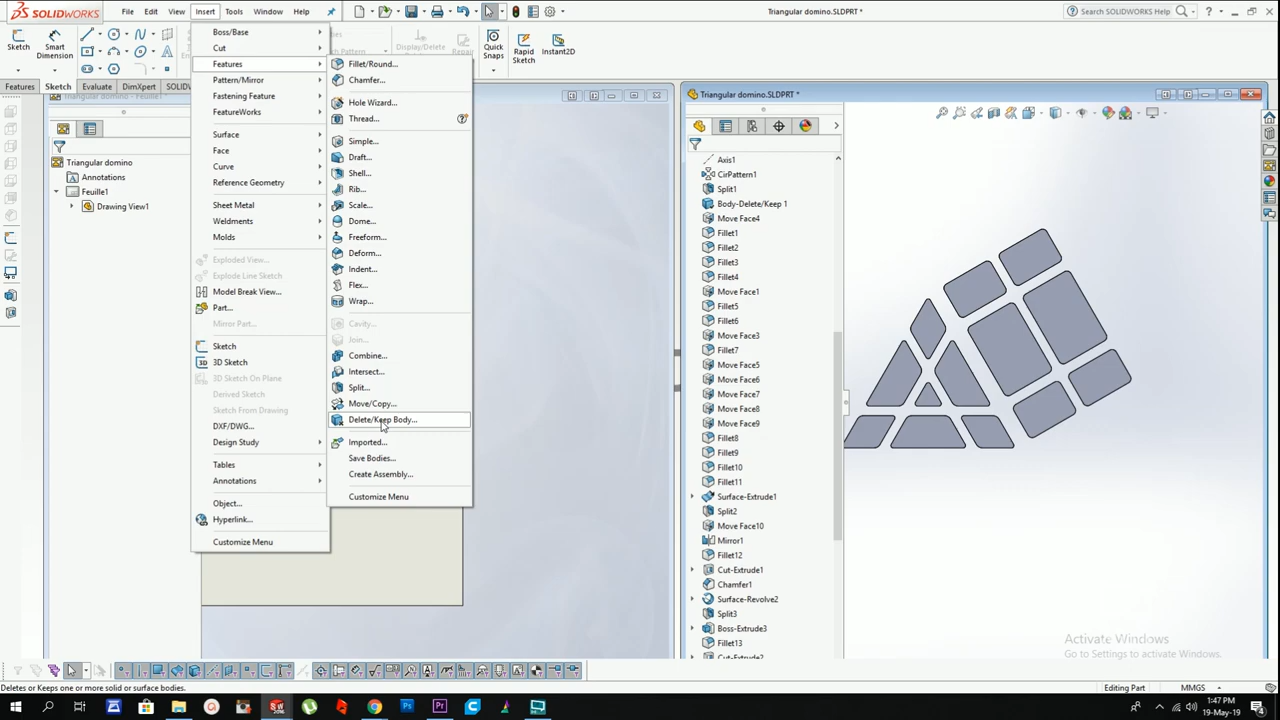 SOLIDWORKS
File Edit View Insert Tools Window Help
Triangular domino.SLDPRT *
SOLIDWORKS Help
Sketch
Smart Dimension
Display/Delete
Quick Snaps
Rapid Sketch
Instant2D
Features Sketch Evaluate DimXpert
Triangular domino - Feuille1
Triangular domino
Annotations
Feuille1
Drawing View1
Boss/Base
Cut
Features
Pattern/Mirror
Fastening Feature
FeatureWorks
Surface
Face
Curve
Reference Geometry
Sheet Metal
Weldments
Molds
Exploded View...
Explode Line Sketch
Model Break View...
Part...
Mirror Part...
Sketch
3D Sketch
3D Sketch On Plane
Derived Sketch
Sketch From Drawing
DXF/DWG...
Design Study
Tables
Annotations
Object...
Hyperlink...
Customize Menu
Fillet/Round...
Chamfer...
Hole Wizard...
Thread...
Simple...
Draft...
Shell...
Rib...
Scale...
Dome...
Freeform...
Deform...
Indent...
Flex...
Wrap...
Cavity...
Join...
Combine...
Intersect...
Split...
Move/Copy...
Delete/Keep Body...
Imported...
Save Bodies...
Create Assembly...
Customize Menu
Triangular domino.SLDPRT *
Axis1
CirPattern1
Split1
Body-Delete/Keep 1
Move Face4
Fillet1
Fillet2
Fillet3
Fillet4
Move Face1
Fillet5
Fillet6
Move Face3
Fillet7
Move Face5
Move Face6
Move Face7
Move Face8
Move Face9
Fillet8
Fillet9
Fillet10
Fillet11
Surface-Extrude1
Split2
Move Face10
Mirror1
Fillet12
Cut-Extrude1
Chamfer1
Surface-Revolve2
Split3
Boss-Extrude3
Fillet13
Cut-Extrude2
Activate Windows
Go to Settings to activate Windows.
Deletes or Keeps one or more solid or surface bodies.
Editing Part
MMGS
1:47 PM
19-May-19